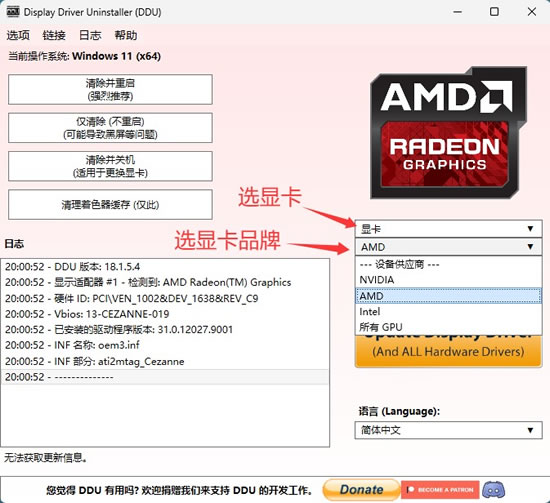 Display Driver Uninstaller (DDU)
选项 链接 日志 帮助
当前操作系统: Windows 11 (x64)
清除并重启
(强烈推荐)
仅清除 (不重启)
(可能导致黑屏等问题)
清除并关机
(适用于更换显卡)
清理着色器缓存 (仅此)
AMD
RADEON
GRAPHICS
选显卡
显卡
选显卡品牌
AMD
--- 设备供应商 ---
NVIDIA
AMD
Intel
所有 GPU
日志
20:00:52 - DDU 版本: 18.1.5.4
20:00:52 - 显示适配器 #1 - 检测到: AMD Radeon(TM) Graphics
20:00:52 - 硬件 ID: PCI\VEN_1002&DEV_1638&REV_C9
20:00:52 - Vbios: 13-CEZANNE-019
20:00:52 - 已安装的驱动程序版本: 31.0.12027.9001
20:00:52 - INF 名称: oem3.inf
20:00:52 - INF 部分: ati2mtag_Cezanne
20:00:52 - --------------
Update Display Driver
(And ALL Hardware Drivers)
语言 (Language):
简体中文
无法获取更新信息。
您觉得 DDU 有用吗? 欢迎捐赠我们来支持 DDU 的开发工作。
Donate
BECOME A PATRON